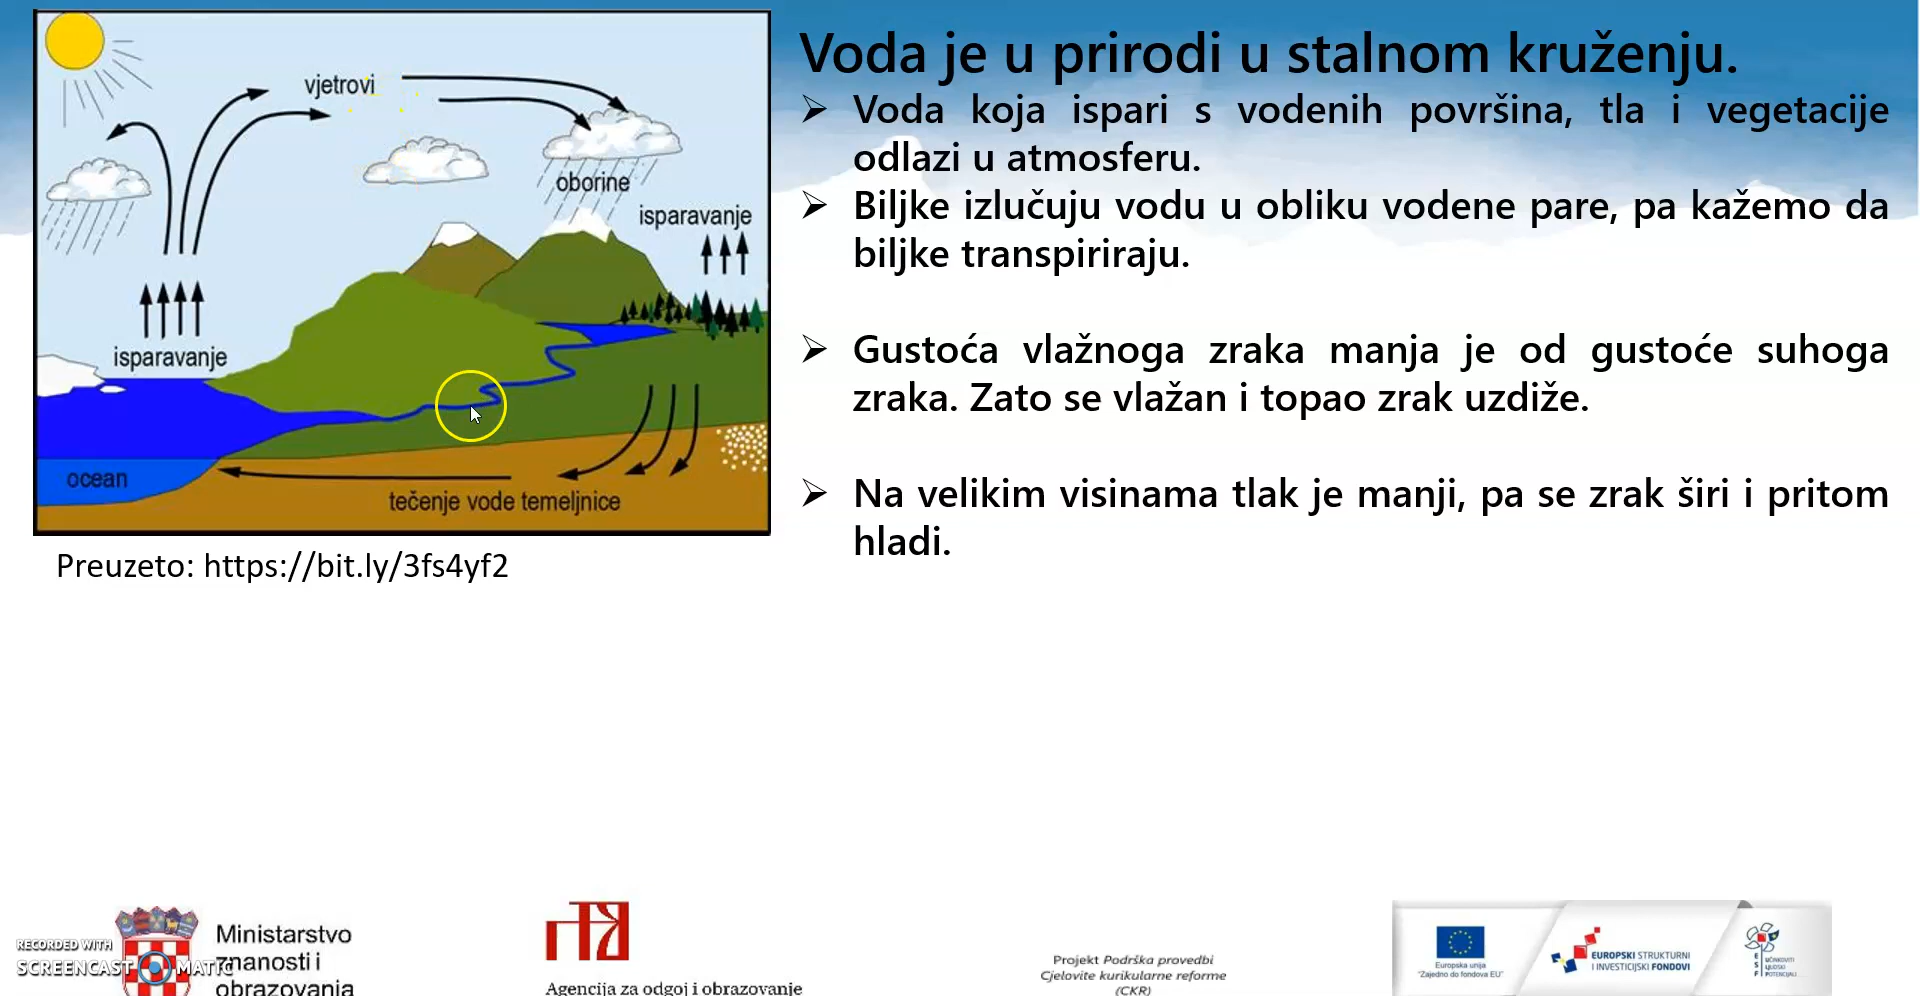 vjetrovi
oborine
isparavanje
isparavanje
ocean
tečenje vode temeljnice
Preuzeto: https://bit.ly/3fs4yf2
Voda je u prirodi u stalnom kruženju.
Voda koja ispari s vodenih površina, tla i vegetacije
odlazi u atmosferu.
Biljke izlučuju vodu u obliku vodene pare, pa kažemo da
biljke transpiriraju.
Gustoća vlažnoga zraka manja je od gustoće suhoga
zraka. Zato se vlažan i topao zrak uzdiže.
Na velikim visinama tlak je manji, pa se zrak širi i pritom
hladi.
RECORDED WITH
SCREENCAST MATIC
Ministarstvo
znanosti i
obrazovanja
Agencija za odgoj i obrazovanje
Projekt Podrška provedbi
Cjelovite kurikularne reforme
(CKR)
Europska unija
"Zajedno do fondova EU"
EUROPSKI STRUKTURNI
I INVESTICIJSKI FONDOVI
ESF
UČINKOVITI
LJUDSKI
POTENCIJALI